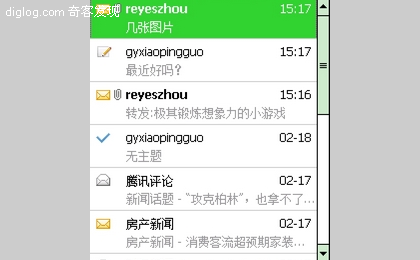 diglog.com 奇客发现
reyeszhou 15:17
几张图片
gyxiaopingguo 15:17
最近好吗?
reyeszhou 15:16
转发:极其锻炼想象力的小游戏
gyxiaopingguo 02-18
无主题
腾讯评论 02-17
新闻话题 - “攻克柏林”，也拿不了...
房产新闻 02-17
房产新闻 - 消费客流超预期家装...